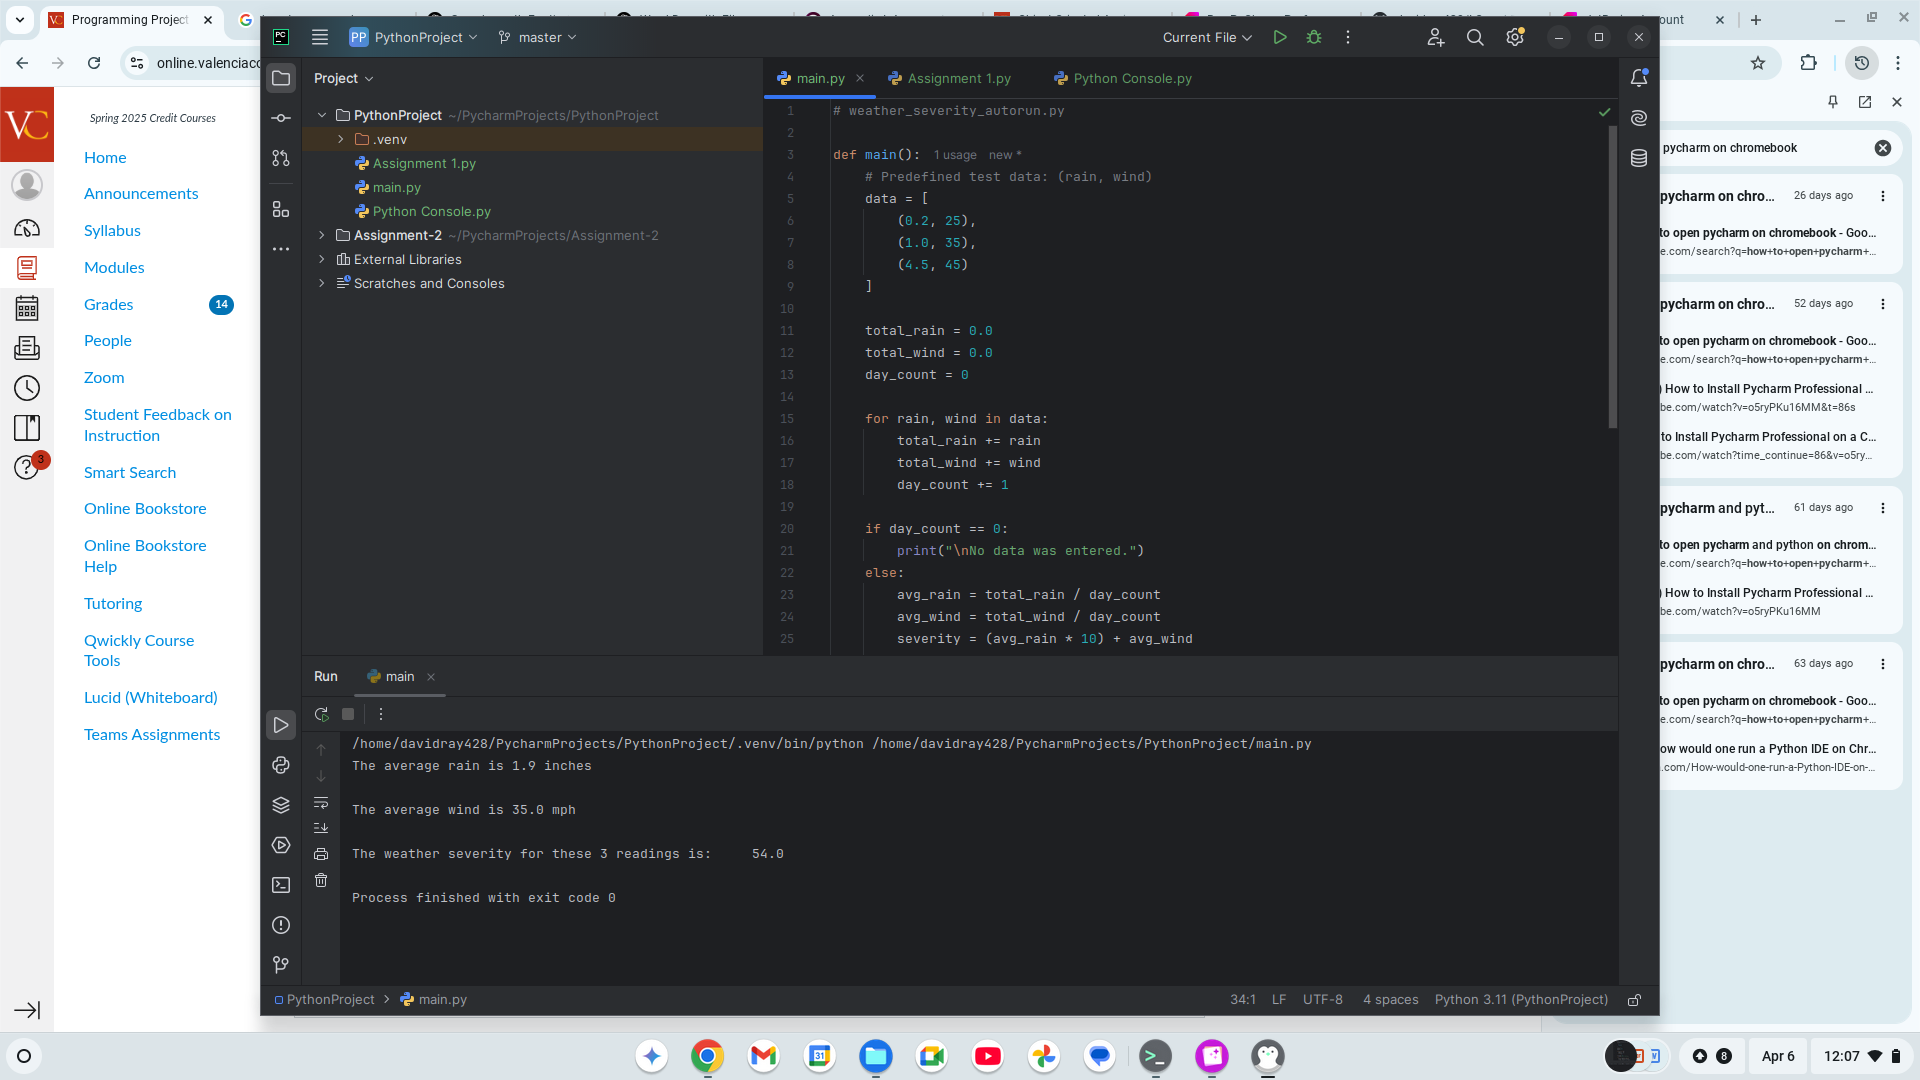 Programming Project
ount
online.valenciacc
PC
PP PythonProject
master
Current File
VC
Spring 2025 Credit Courses
Home
Announcements
Syllabus
Modules
Grades
14
People
Zoom
Student Feedback on
Instruction
Smart Search
Online Bookstore
Online Bookstore
Help
Tutoring
Qwickly Course
Tools
Lucid (Whiteboard)
Teams Assignments
3
Project
PythonProject ~/PycharmProjects/PythonProject
.venv
Assignment 1.py
main.py
Python Console.py
Assignment-2 ~/PycharmProjects/Assignment-2
External Libraries
Scratches and Consoles
main.py
Assignment 1.py
Python Console.py
1 # weather_severity_autorun.py
2
3 def main(): 1 usage new *
4 # Predefined test data: (rain, wind)
5 data = [
6 (0.2, 25),
7 (1.0, 35),
8 (4.5, 45)
9 ]
10
11 total_rain = 0.0
12 total_wind = 0.0
13 day_count = 0
14
15 for rain, wind in data:
16 total_rain += rain
17 total_wind += wind
18 day_count += 1
19
20 if day_count == 0:
21 print("\nNo data was entered.")
22 else:
23 avg_rain = total_rain / day_count
24 avg_wind = total_wind / day_count
25 severity = (avg_rain * 10) + avg_wind
Run
main
/home/davidray428/PycharmProjects/PythonProject/.venv/bin/python /home/davidray428/PycharmProjects/PythonProject/main.py
The average rain is 1.9 inches
The average wind is 35.0 mph
The weather severity for these 3 readings is: 54.0
Process finished with exit code 0
PythonProject > main.py
34:1 LF UTF-8 4 spaces Python 3.11 (PythonProject)
pycharm on chromebook
pycharm on chro... 26 days ago
to open pycharm on chromebook - Goo...
e.com/search?q=how+to+open+pycharm+...
pycharm on chro... 52 days ago
to open pycharm on chromebook - Goo...
e.com/search?q=how+to+open+pycharm+...
) How to Install Pycharm Professional ...
be.com/watch?v=o5ryPKu16MM&t=86s
to Install Pycharm Professional on a C...
be.com/watch?time_continue=86&v=o5ry...
pycharm and pyt... 61 days ago
to open pycharm and python on chrom...
e.com/search?q=how+to+open+pycharm+...
) How to Install Pycharm Professional ...
be.com/watch?v=o5ryPKu16MM
pycharm on chro... 63 days ago
to open pycharm on chromebook - Goo...
e.com/search?q=how+to+open+pycharm+...
ow would one run a Python IDE on Chr...
.com/How-would-one-run-a-Python-IDE-on-...
31
8
Apr 6
12:07